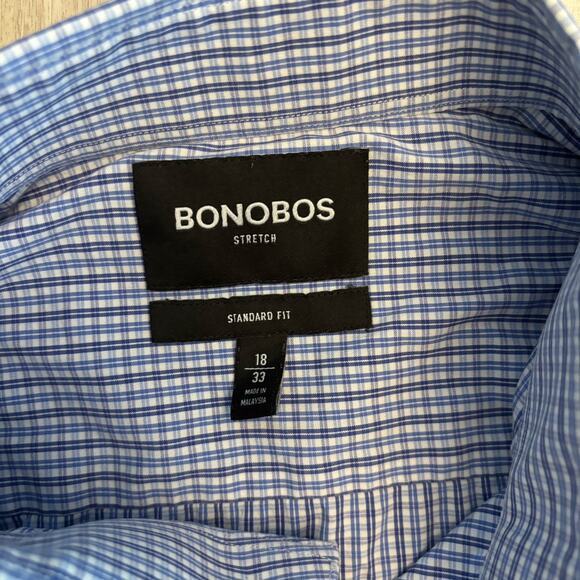 BONOBOS
STRETCH
STANDARD FIT
18
33
MADE IN
MALAYSIA